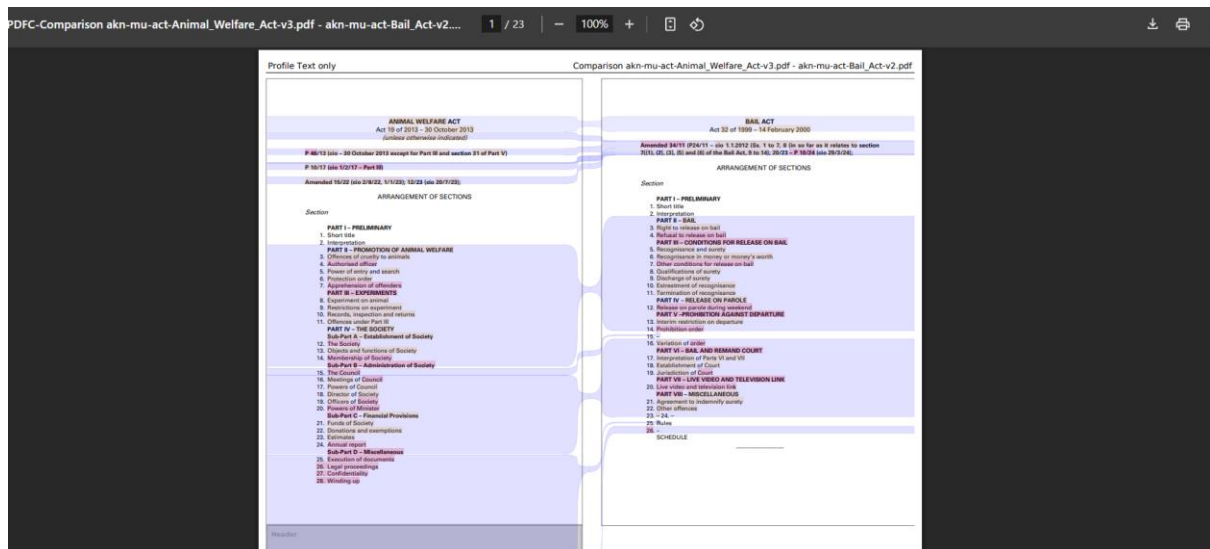 PDFC-Comparison akn-mu-act-Animal_Welfare_Act-v3.pdf - akn-mu-act-Bail_Act-v2....
1 / 23
100%
Profile Text only
Comparison akn-mu-act-Animal_Welfare_Act-v3.pdf - akn-mu-act-Bail_Act-v2.pdf
ANIMAL WELFARE ACT
Act 19 of 2013 – 30 October 2013
(unless otherwise indicated)
P 46/13 (cio – 30 October 2013 except for Part III and section 21 of Part V)
P 10/17 (cio 1/2/17 – Part III)
Amended 15/22 (cio 2/8/22, 1/1/23); 12/23 (cio 20/7/23);
ARRANGEMENT OF SECTIONS
Section
PART I – PRELIMINARY
1. Short title
2. Interpretation
PART II – PROMOTION OF ANIMAL WELFARE
3. Offences of cruelty to animals
4. Authorised officer
5. Power of entry and search
6. Protection order
7. Apprehension of offenders
PART III – EXPERIMENTS
8. Experiment on animal
9. Restrictions on experiment
10. Records, inspection and returns
11. Offences under Part III
PART IV – THE SOCIETY
Sub-Part A – Establishment of Society
12. The Society
13. Objects and functions of Society
14. Membership of Society
Sub-Part B – Administration of Society
15. The Council
16. Meetings of Council
17. Powers of Council
18. Director of Society
19. Officers of Society
20. Powers of Minister
Sub-Part C – Financial Provisions
21. Funds of Society
22. Donations and exemptions
23. Estimates
24. Annual report
Sub-Part D – Miscellaneous
25. Execution of documents
26. Legal proceedings
27. Confidentiality
28. Winding up
Header
BAIL ACT
Act 32 of 1999 – 14 February 2000
Amended 34/11 (P24/11 – cio 1.1.2012 (Ss. 1 to 7, 8 (in so far as it relates to section
7(1), (2), (3), (5) and (6) of the Bail Act, 9 to 14), 20/23 – P 16/24 (cio 29/3/24);
ARRANGEMENT OF SECTIONS
Section
PART I – PRELIMINARY
1. Short title
2. Interpretation
PART II – BAIL
3. Right to release on bail
4. Refusal to release on bail
PART III – CONDITIONS FOR RELEASE ON BAIL
5. Recognisance and surety
6. Recognisance in money or money's worth
7. Other conditions for release on bail
8. Qualifications of surety
9. Discharge of surety
10. Estreatment of recognisance
11. Termination of recognisance
PART IV – RELEASE ON PAROLE
12. Release on parole during weekend
PART V –PROHIBITION AGAINST DEPARTURE
13. Interim restriction on departure
14. Prohibition order
15. –
16. Variation of order
PART VI – BAIL AND REMAND COURT
17. Interpretation of Parts VI and VII
18. Establishment of Court
19. Jurisdiction of Court
PART VII – LIVE VIDEO AND TELEVISION LINK
20. Live video and television link
PART VIII – MISCELLANEOUS
21. Agreement to indemnify surety
22. Other offences
23. – 24. –
25. Rules
26. –
SCHEDULE